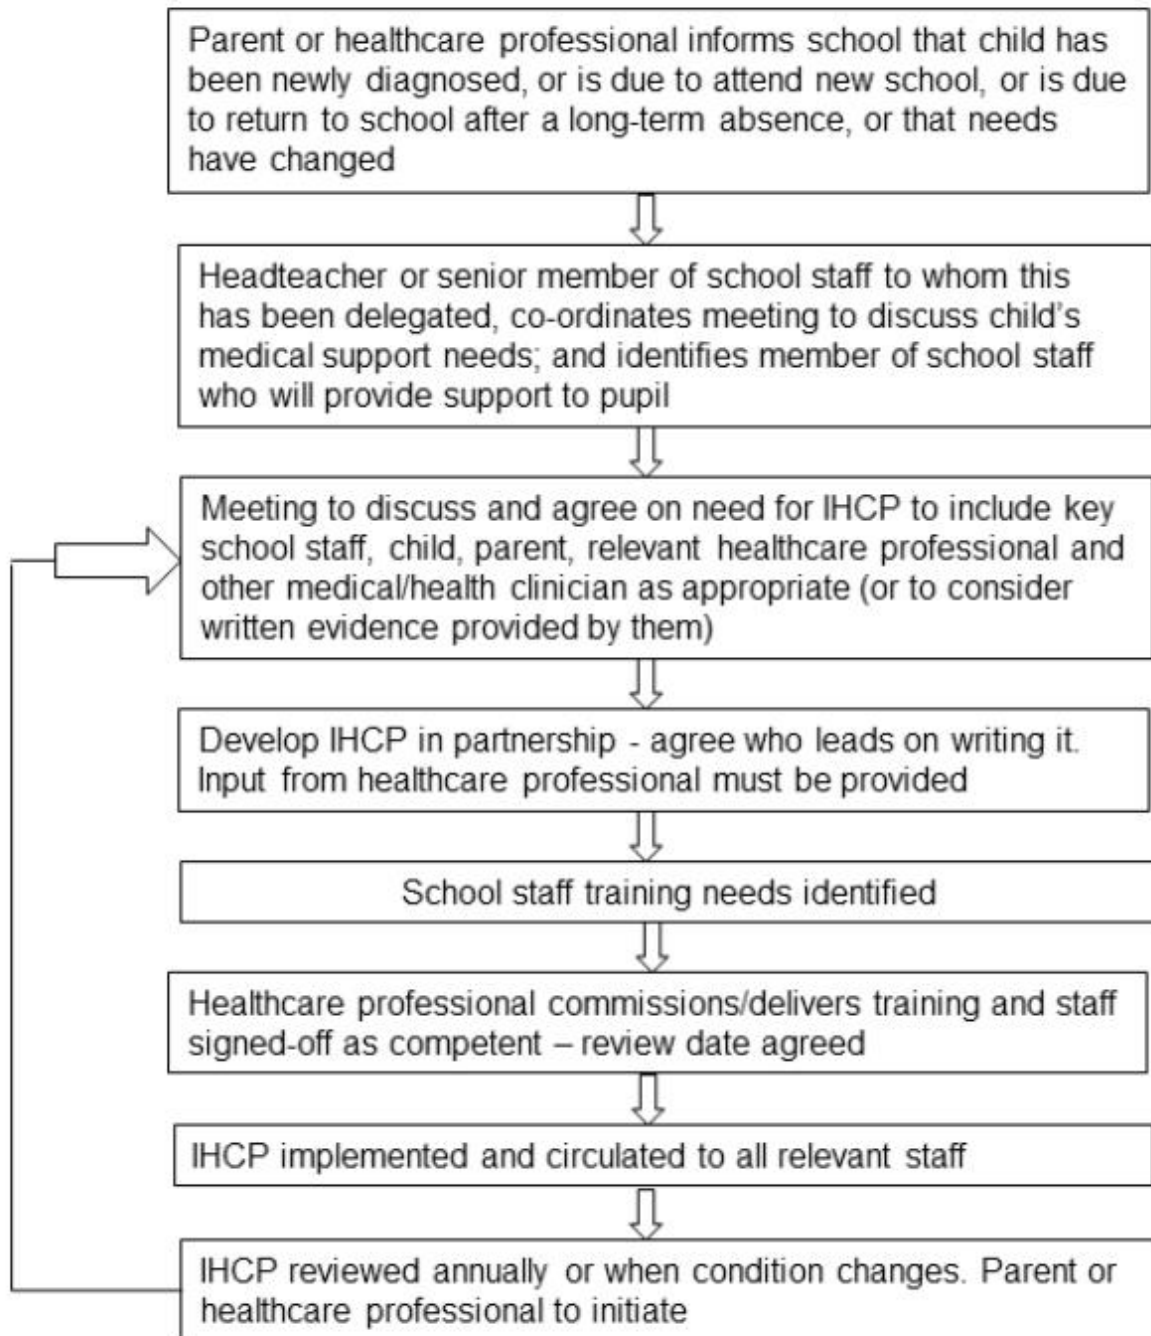 Parent or healthcare professional informs school that child has
been newly diagnosed, or is due to attend new school, or is due
to return to school after a long-term absence, or that needs
have changed
Headteacher or senior member of school staff to whom this
has been delegated, co-ordinates meeting to discuss child's
medical support needs; and identifies member of school staff
who will provide support to pupil
Meeting to discuss and agree on need for IHCP to include key
school staff, child, parent, relevant healthcare professional and
other medical/health clinician as appropriate (or to consider
written evidence provided by them)
Develop IHCP in partnership - agree who leads on writing it.
Input from healthcare professional must be provided
School staff training needs identified
Healthcare professional commissions/delivers training and staff
signed-off as competent – review date agreed
IHCP implemented and circulated to all relevant staff
IHCP reviewed annually or when condition changes. Parent or
healthcare professional to initiate